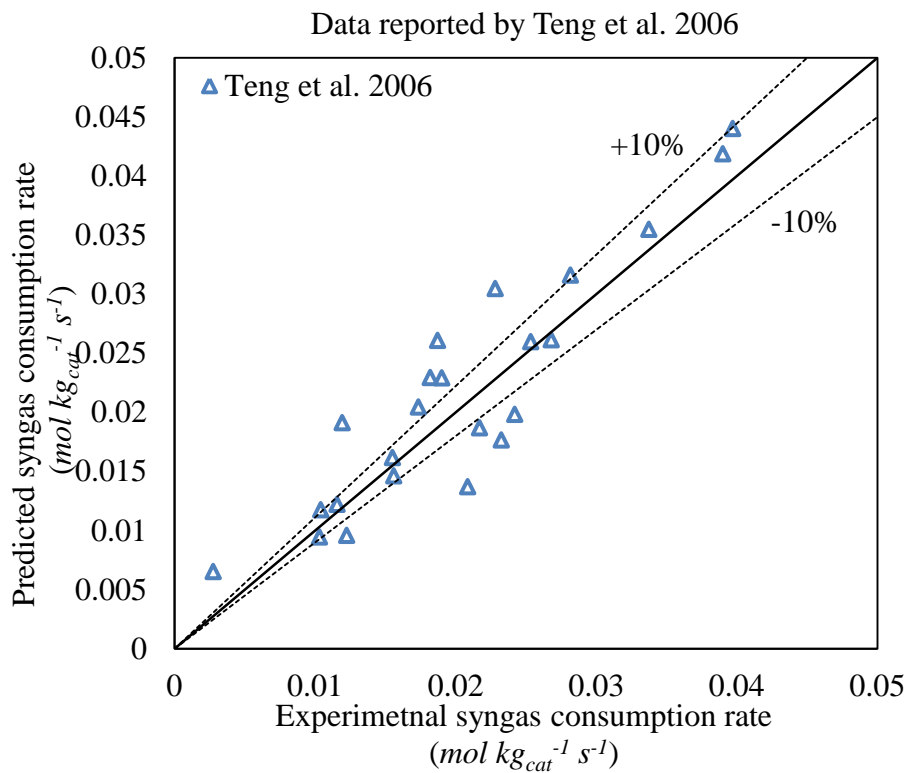 Data reported by Teng et al. 2006
Teng et al. 2006
+10%
-10%
Predicted syngas consumption rate
(mol kgcat-1 s-1)
0.05
0.045
0.04
0.035
0.03
0.025
0.02
0.015
0.01
0.005
0
0 0.01 0.02 0.03 0.04 0.05
Experimetnal syngas consumption rate
(mol kgcat-1 s-1)